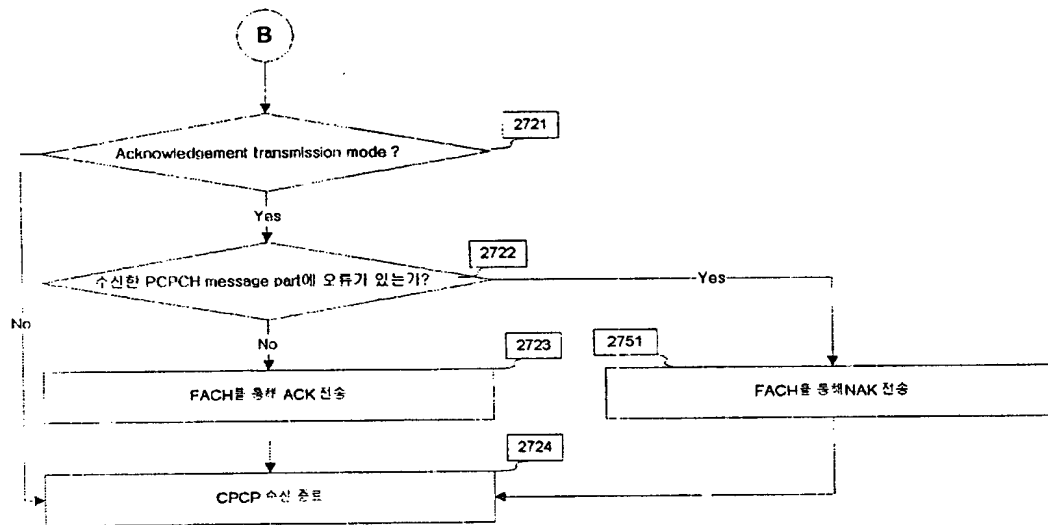 B
2721
Acknowledgement transmission mode ?
Yes
2722
수신한 PCPCH message part에 오류가 있는가?
Yes
No
No
2723
2751
FACH를 통해 ACK 전송
FACH를 통해NAK 전송
2724
CPCP 수신 종료